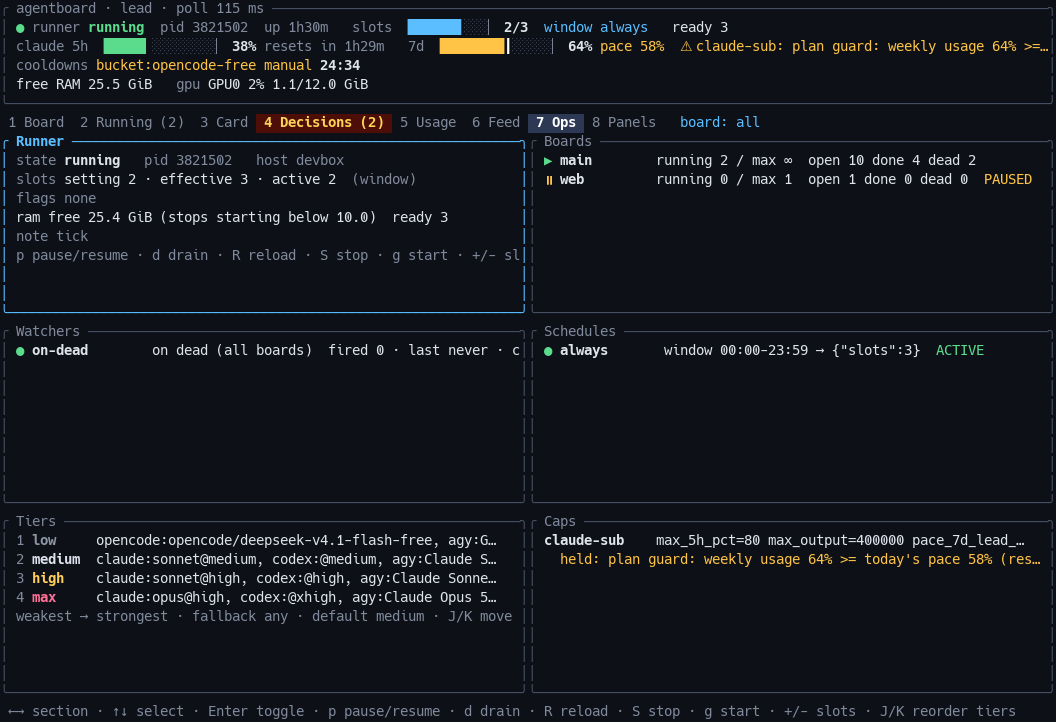 agentboard · lead · poll 115 ms
● runner running  pid 3821502  up 1h30m   slots  2/3  window always   ready 3
claude 5h  38% resets in 1h29m   7d  64% pace 58%  ⚠ claude-sub: plan guard: weekly usage 64% >=…
cooldowns bucket:opencode-free manual 24:34
free RAM 25.5 GiB   gpu GPU0 2% 1.1/12.0 GiB
1 Board  2 Running (2)  3 Card  4 Decisions (2)  5 Usage  6 Feed  7 Ops  8 Panels   board: all
Runner
state running   pid 3821502   host devbox
slots setting 2 · effective 3 · active 2  (window)
flags none
ram free 25.4 GiB (stops starting below 10.0)  ready 3
note tick
p pause/resume · d drain · R reload · S stop · g start · +/- sl
Boards
▶ main        running 2 / max ∞  open 10 done 4 dead 2
⏸ web         running 0 / max 1  open 1 done 0 dead 0  PAUSED
Watchers
● on-dead        on dead (all boards)  fired 0 · last never · c
Schedules
● always       window 00:00-23:59 → {"slots":3}  ACTIVE
Tiers
1 low     opencode:opencode/deepseek-v4.1-flash-free, agy:G…
2 medium  claude:sonnet@medium, codex:@medium, agy:Claude S…
3 high    claude:sonnet@high, codex:@high, agy:Claude Sonne…
4 max     claude:opus@high, codex:@xhigh, agy:Claude Opus 5…
weakest → strongest · fallback any · default medium · J/K move
Caps
claude-sub    max_5h_pct=80 max_output=400000 pace_7d_lead_…
held: plan guard: weekly usage 64% >= today's pace 58% (res…
←→ section · ↑↓ select · Enter toggle · p pause/resume · d drain · R reload · S stop · g start · +/- slots · J/K reorder tiers